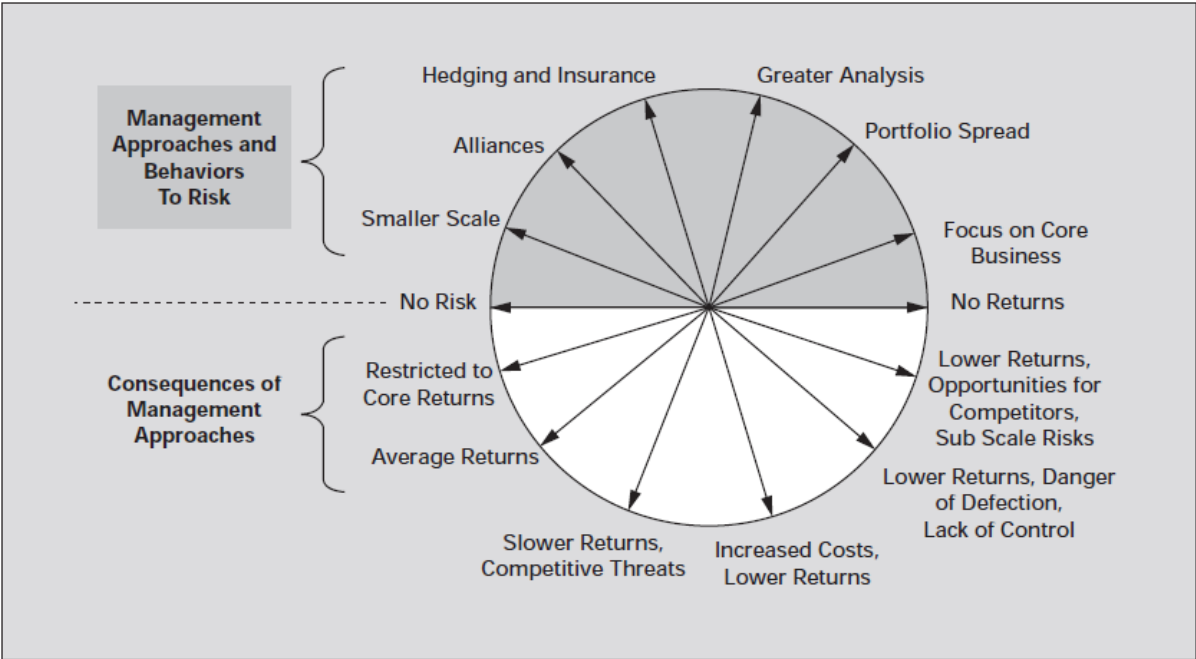 Hedging and Insurance
Greater Analysis
Management
Approaches and
Behaviors
To Risk
Alliances
Portfolio Spread
Smaller Scale
Focus on Core
Business
No Risk
No Returns
Consequences of
Management
Approaches
Restricted to
Core Returns
Lower Returns,
Opportunities for
Competitors,
Sub Scale Risks
Average Returns
Lower Returns, Danger
of Defection,
Lack of Control
Slower Returns,
Competitive Threats
Increased Costs,
Lower Returns